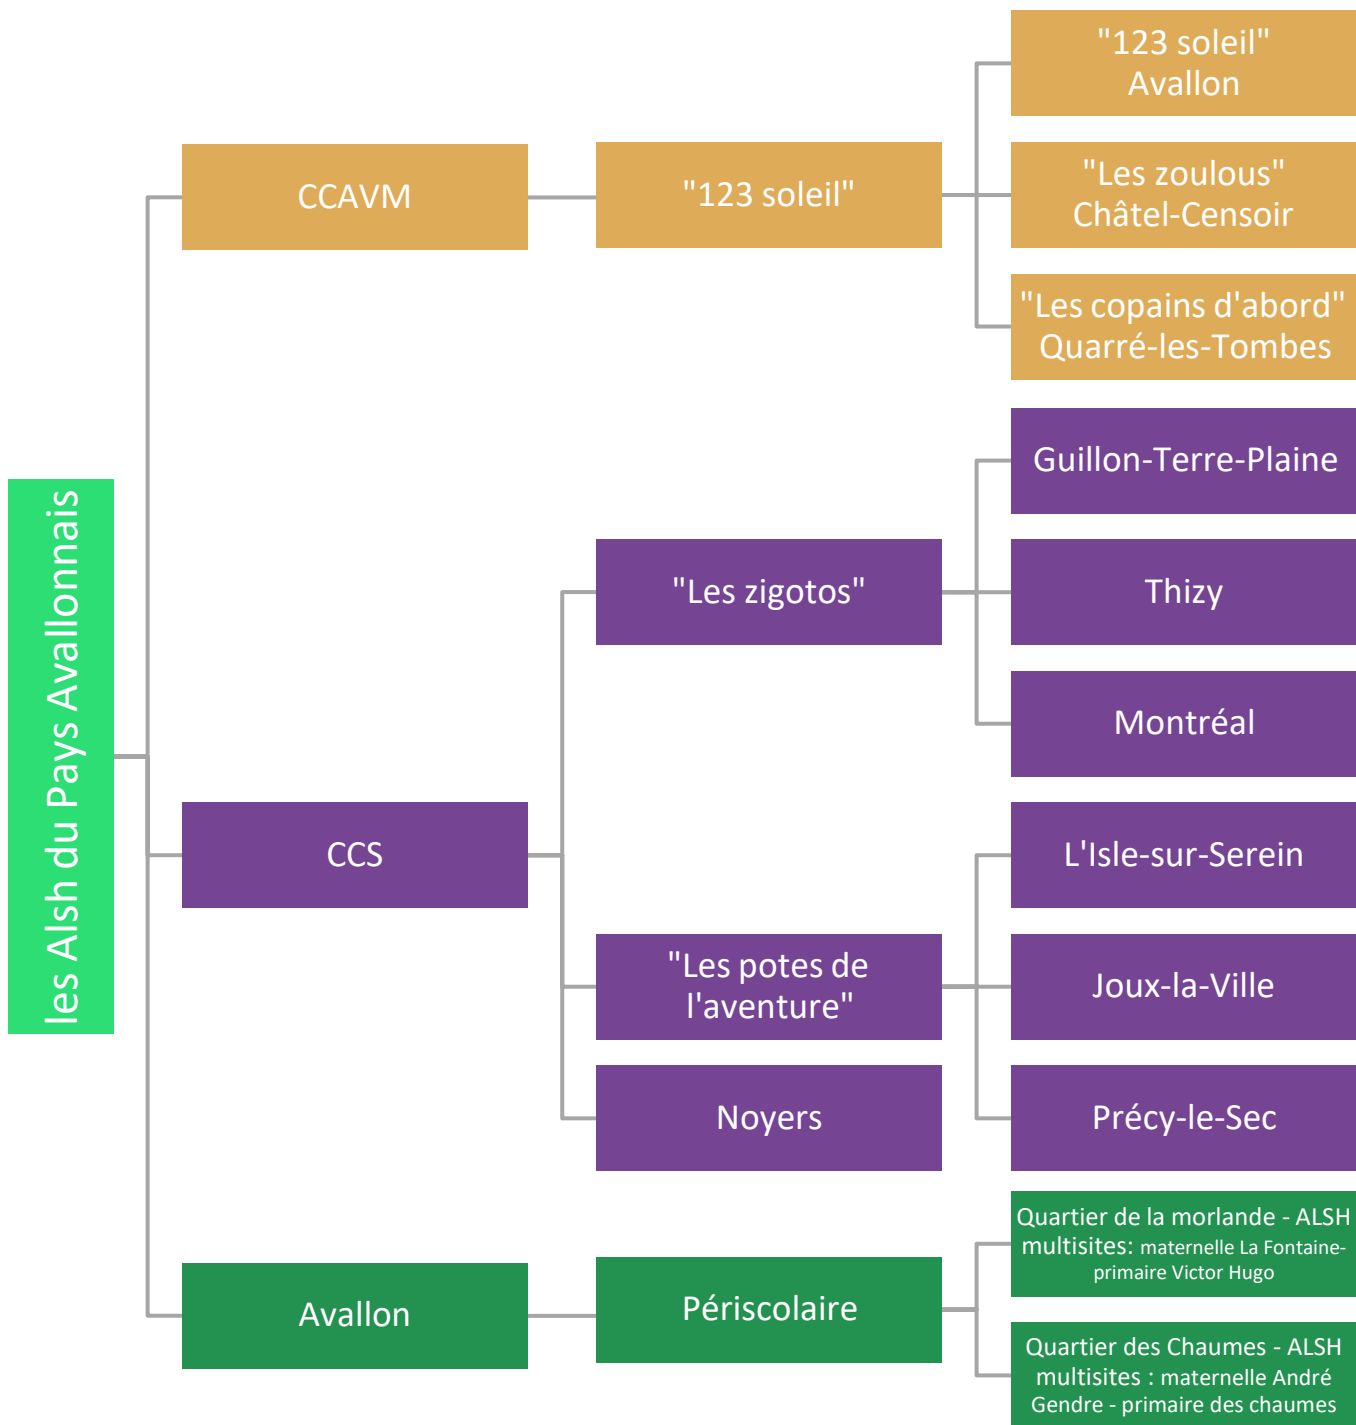 les Alsh du Pays Avallonnais
CCAVM
"123 soleil"
"123 soleil"
Avallon
"Les zoulous"
Châtel-Censoir
"Les copains d'abord"
Quarré-les-Tombes
CCS
"Les zigotos"
Guillon-Terre-Plaine
Thizy
Montréal
"Les potes de
l'aventure"
L'Isle-sur-Serein
Joux-la-Ville
Précy-le-Sec
Noyers
Avallon
Périscolaire
Quartier de la morlande - ALSH
multisites: maternelle La Fontaine-
primaire Victor Hugo
Quartier des Chaumes - ALSH
multisites : maternelle André
Gendre - primaire des chaumes